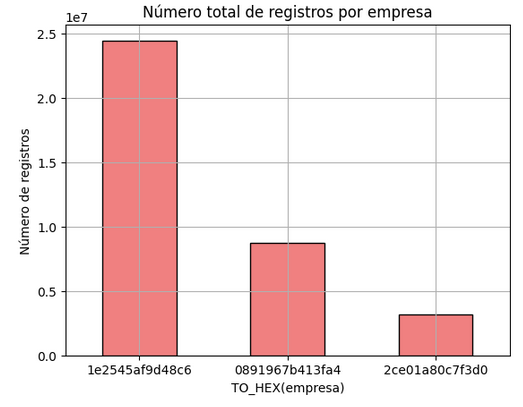 Número total de registros por empresa
1e7
2.5
2.0
1.5
1.0
0.5
0.0
Número de registros
1e2545af9d48c6
0891967b413fa4
2ce01a80c7f3d0
TO_HEX(empresa)